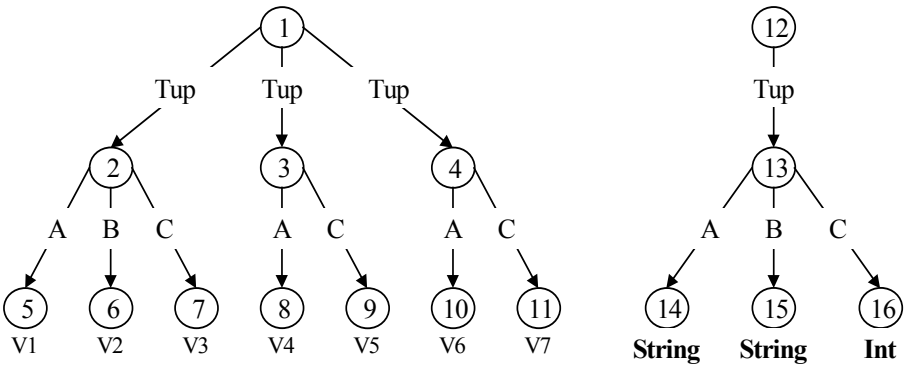 1 12
Tup Tup Tup Tup
2 3 4 13
A B C A C A C A B C
5 6 7 8 9 10 11 14 15 16
V1 V2 V3 V4 V5 V6 V7 String String Int